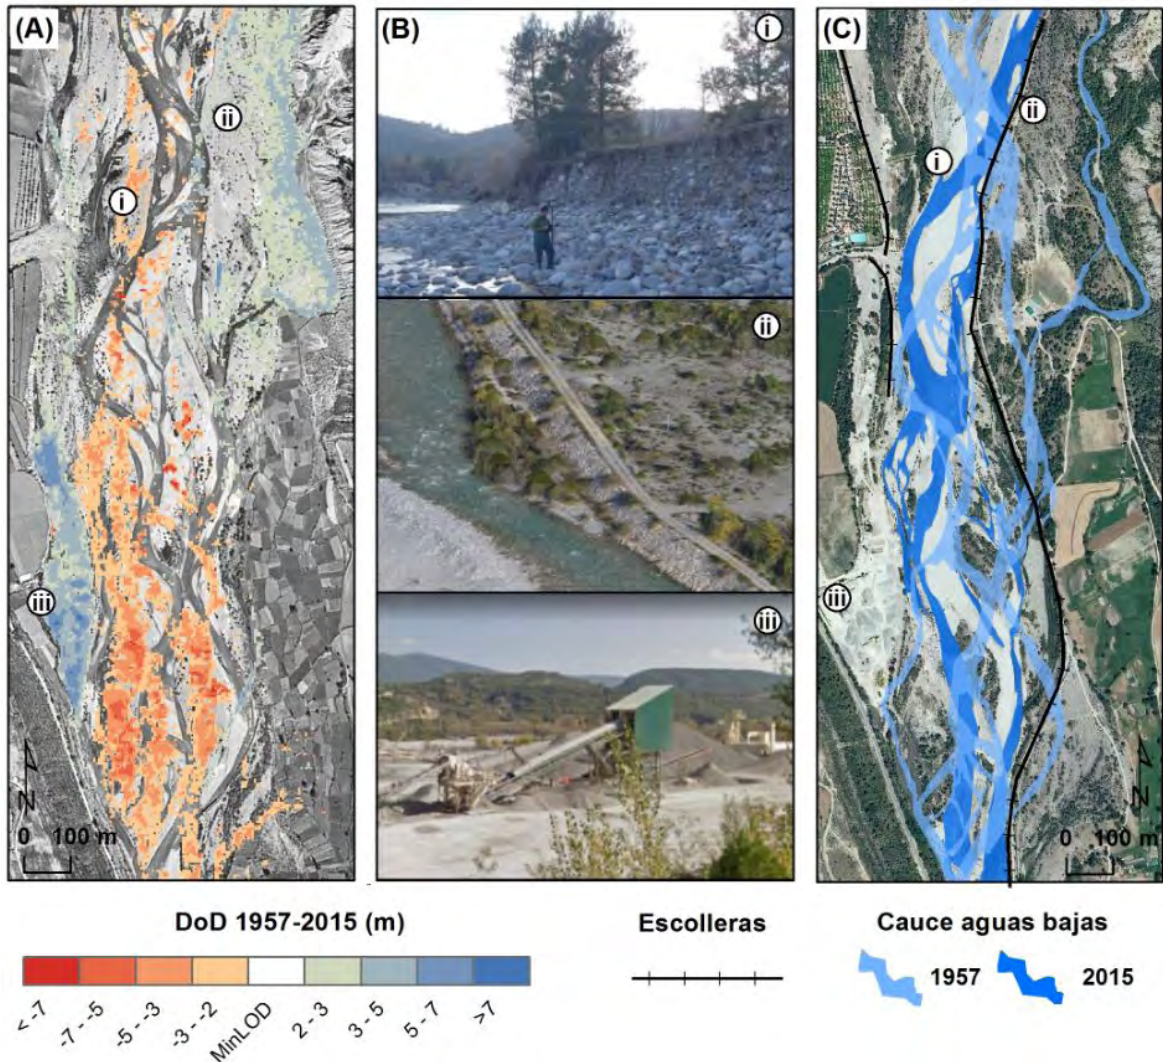 (A)
ii
i
iii
N
0 100 m
(B)
i
ii
iii
(C)
ii
i
iii
N
0 100 m
DoD 1957-2015 (m)
< -7
-7 - -5
-5 - -3
-3 - -2
MinLOD
2 - 3
3 - 5
5 - 7
>7
Escolleras
Cauce aguas bajas
1957
2015